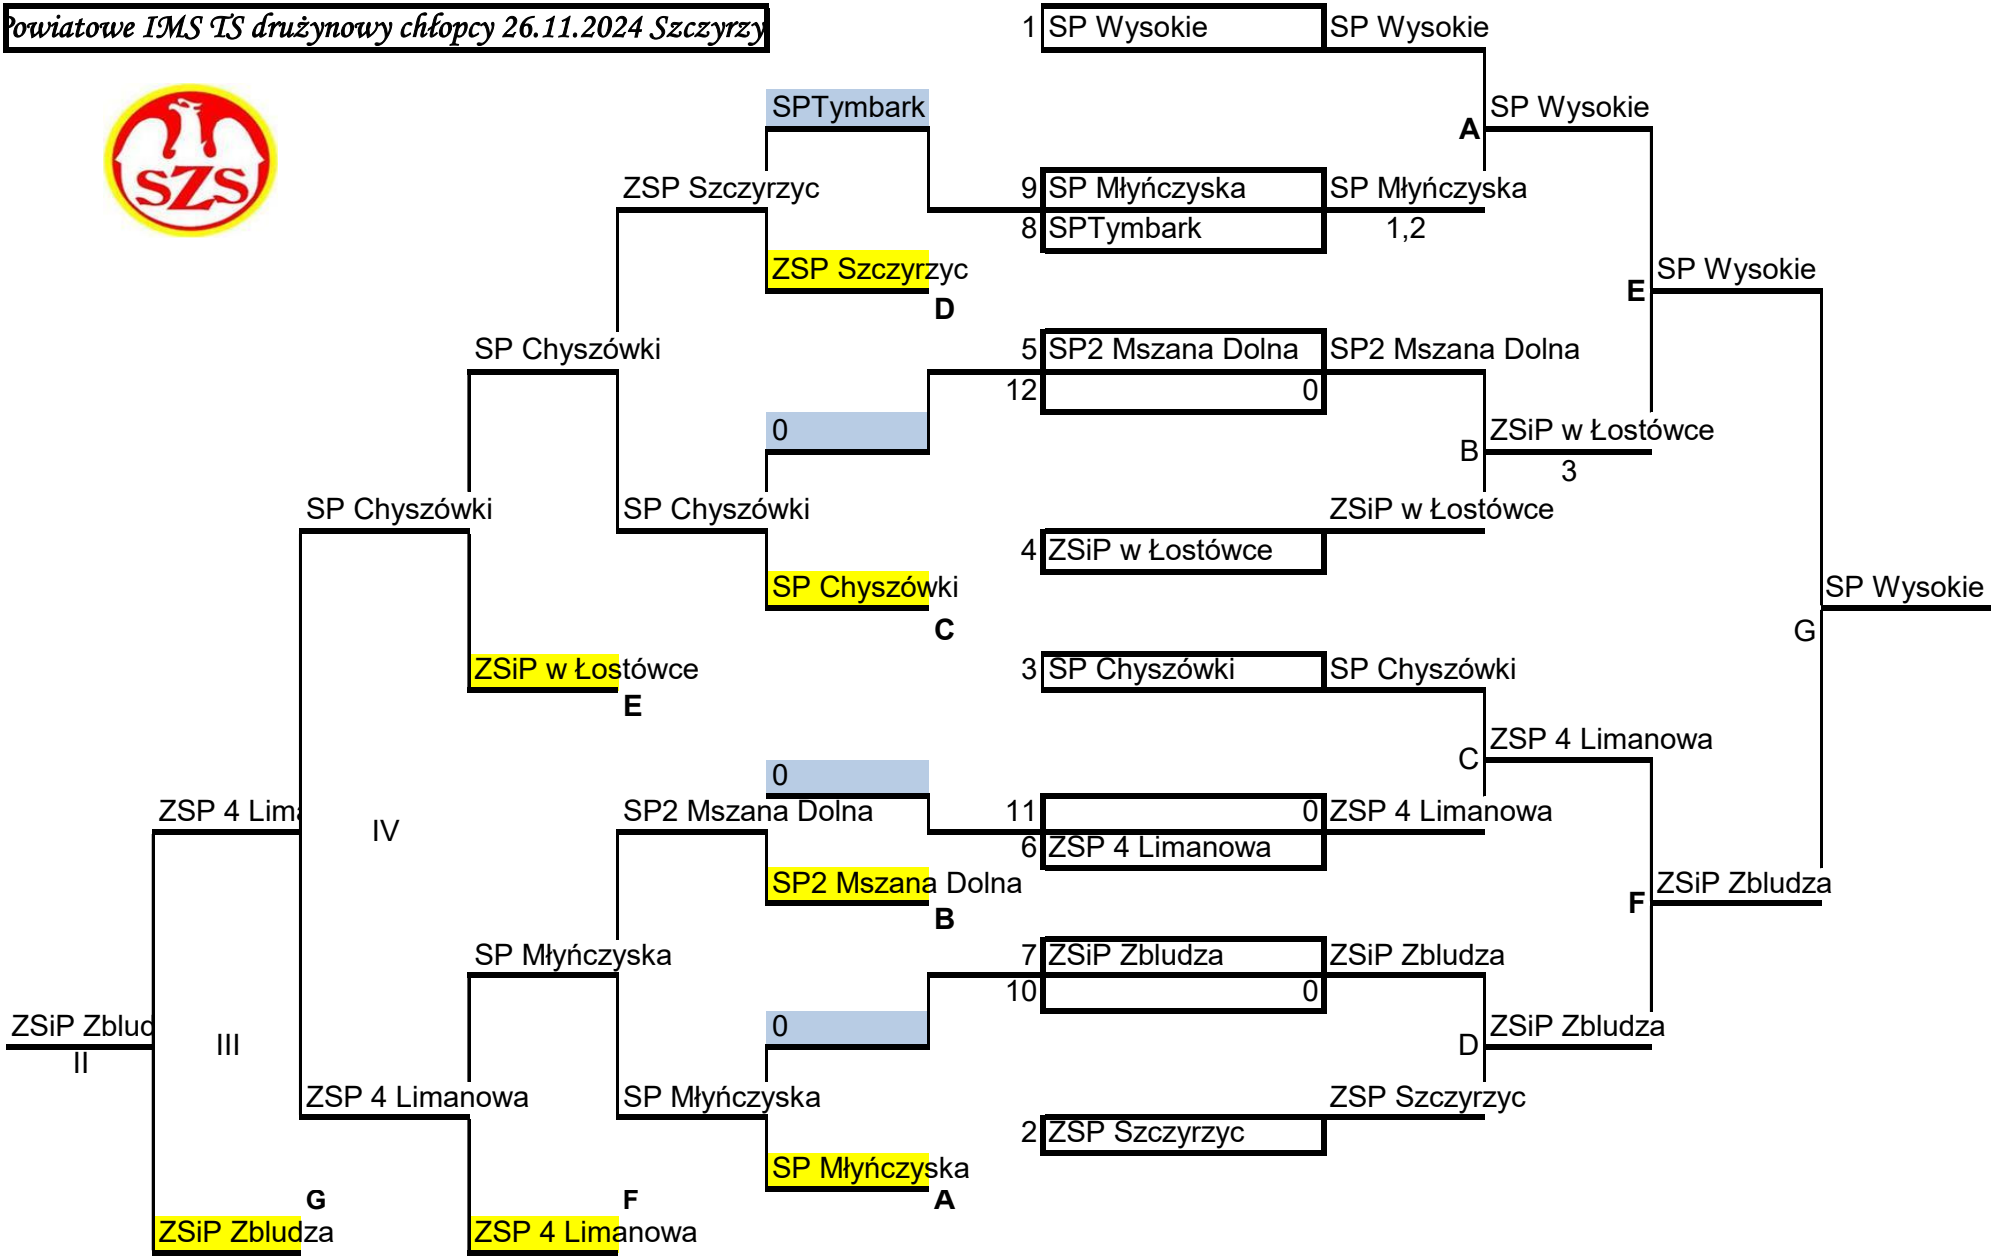 Powiatowe IMS TS drużynowy chłopcy 26.11.2024 Szczyrzy
1 SP Wysokie SP Wysokie
SZS
SPTymbark
A SP Wysokie
ZSP Szczyrzyc
9 SP Młyńczyska SP Młyńczyska
8 SPTymbark 1,2
ZSP Szczyrzyc
D
E SP Wysokie
SP Chyszówki
5 SP2 Mszana Dolna SP2 Mszana Dolna
12 0
0
B ZSiP w Łostówce
3
SP Chyszówki
SP Chyszówki
ZSiP w Łostówce
4 ZSiP w Łostówce
SP Chyszówki
C
SP Wysokie
G
ZSiP w Łostówce
E
3 SP Chyszówki SP Chyszówki
C ZSP 4 Limanowa
0
ZSP 4 Lima
IV
SP2 Mszana Dolna
11 0 ZSP 4 Limanowa
6 ZSP 4 Limanowa
SP2 Mszana Dolna
B
F ZSiP Zbludza
SP Młyńczyska
7 ZSiP Zbludza ZSiP Zbludza
10 0
ZSiP Zblud
II
III
0
D ZSiP Zbludza
ZSP 4 Limanowa
SP Młyńczyska
ZSP Szczyrzyc
2 ZSP Szczyrzyc
SP Młyńczyska
G F A
ZSiP Zbludza
ZSP 4 Limanowa